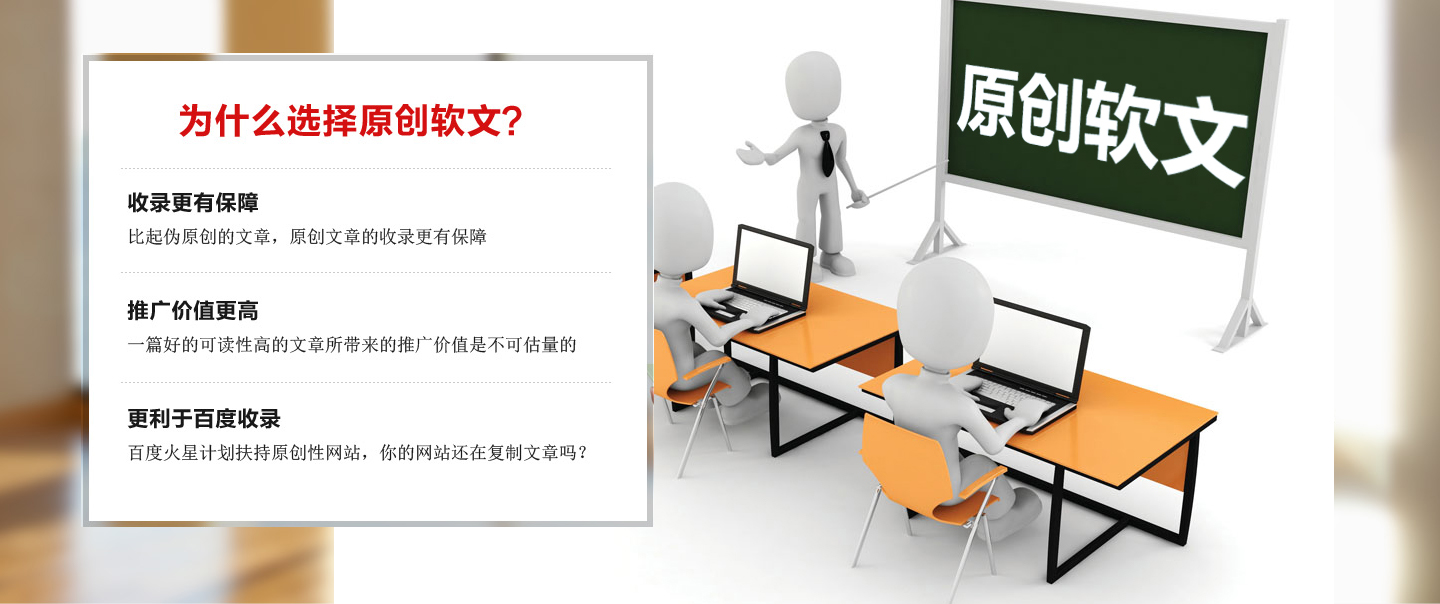 为什么选择原创软文？
收录更有保障
比起伪原创的文章，原创文章的收录更有保障
推广价值更高
一篇好的可读性高的文章所带来的推广价值是不可估量的
更利于百度收录
百度火星计划扶持原创性网站，你的网站还在复制文章吗？
原创软文